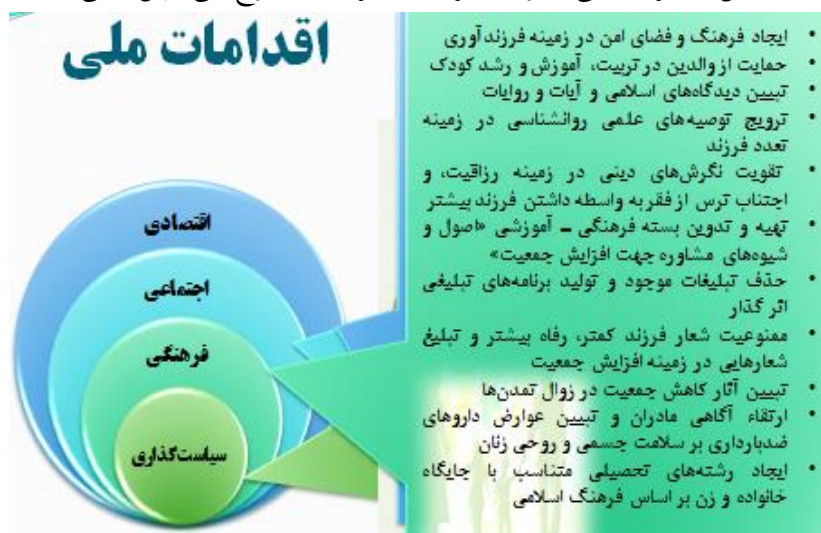 اقدامات ملی
• ایجاد فرهنگ و فضای امن در زمینه فرزندآوری
• حمایت از والدین در تربیت، آموزش و رشد کودک
• تبیین دیدگاه‌های اسلامی و آیات و روایات
• ترویج توصیه‌های علمی روانشناسی در زمینه
تعدد فرزند
• تقویت نگرش‌های دینی در زمینه رزاقیت، و
اجتناب ترس از فقر به واسطه داشتن فرزند بیشتر
• تهیه و تدوین بسته فرهنگی – آموزشی «اصول و
شیوه‌های مشاوره جهت افزایش جمعیت»
• حذف تبلیغات موجود و تولید برنامه‌های تبلیغی
اثر گذار
• ممنوعیت شعار فرزند کمتر، رفاه بیشتر و تبلیغ
شعارهایی در زمینه افزایش جمعیت
• تبیین آثار کاهش جمعیت در زوال تمدن‌ها
• ارتقاء آگاهی مادران و تبیین عوارض داروهای
ضدبارداری بر سلامت جسمی و روحی زنان
• ایجاد رشته‌های تحصیلی متناسب با جایگاه
خانواده و زن بر اساس فرهنگ اسلامی
اقتصادی
اجتماعی
فرهنگی
سیاست‌گذاری